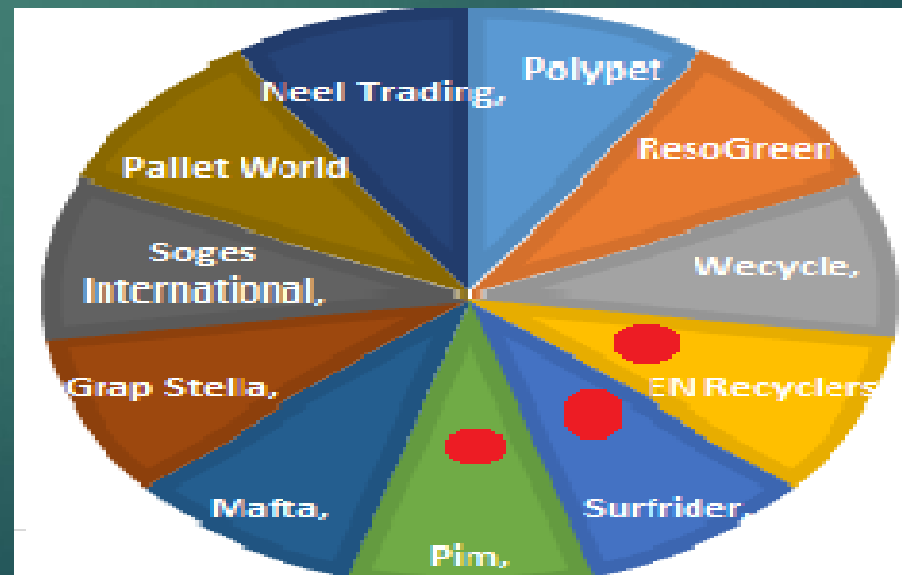 Neel Trading,
Polypet
ResoGreen
Pallet World
Soges
International,
Wecycle,
Grap Stella,
EN Recyclers
Mafta,
Surfrider,
Pim,